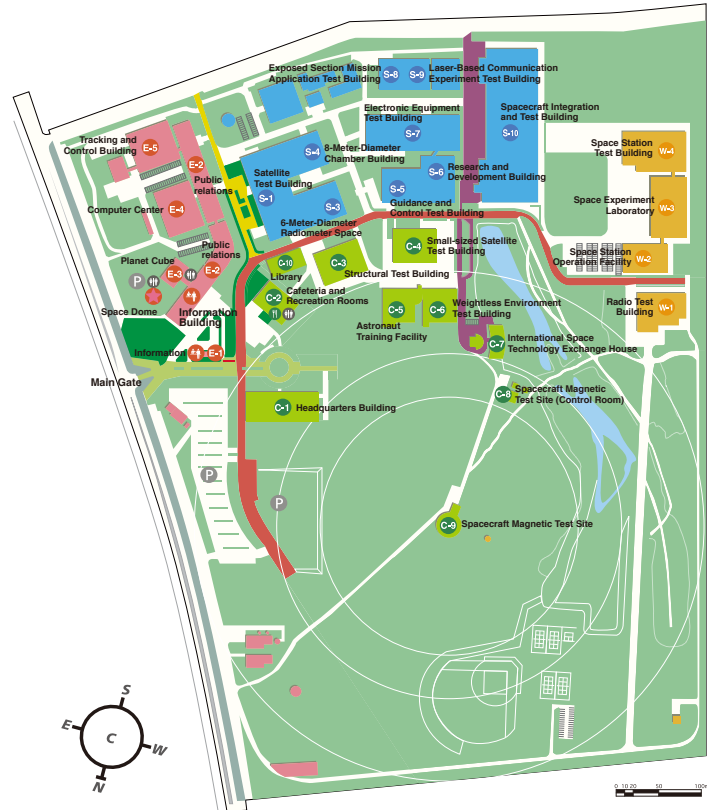 Exposed Section Mission
Application Test Building
S-8
S-9
Laser-Based Communication
Experiment Test Building
Electronic Equipment
Test Building
S-7
Spacecraft Integration
and Test Building
S-10
Tracking and
Control Building
E-5
E-2
Public
relations
S-4
8-Meter-Diameter
Chamber Building
Satellite
Test Building
S-1
S-3
6-Meter-Diameter
Radiometer Space
S-6
Research and
Development Building
S-5
Guidance and
Control Test Building
Space Station
Test Building
W-4
Space Experiment
Laboratory
W-3
Computer Center
E-4
Public
relations
E-2
Planet Cube
E-3
P
Space Dome
Information
Building
C-10
Library
C-3
Structural Test Building
C-4
Small-sized Satellite
Test Building
Space Station
Operation Facility
W-2
C-2
Cafeteria and
Recreation Rooms
C-5
C-6
Weightless Environment
Test Building
Astronaut
Training Facility
Radio Test
Building
W-1
C-7
International Space
Technology Exchange House
Information
E-1
Main Gate
C-8
Spacecraft Magnetic
Test Site (Control Room)
C-1
Headquarters Building
P
P
C-9
Spacecraft Magnetic Test Site
S
E
C
W
N
0 10 20 50 100m